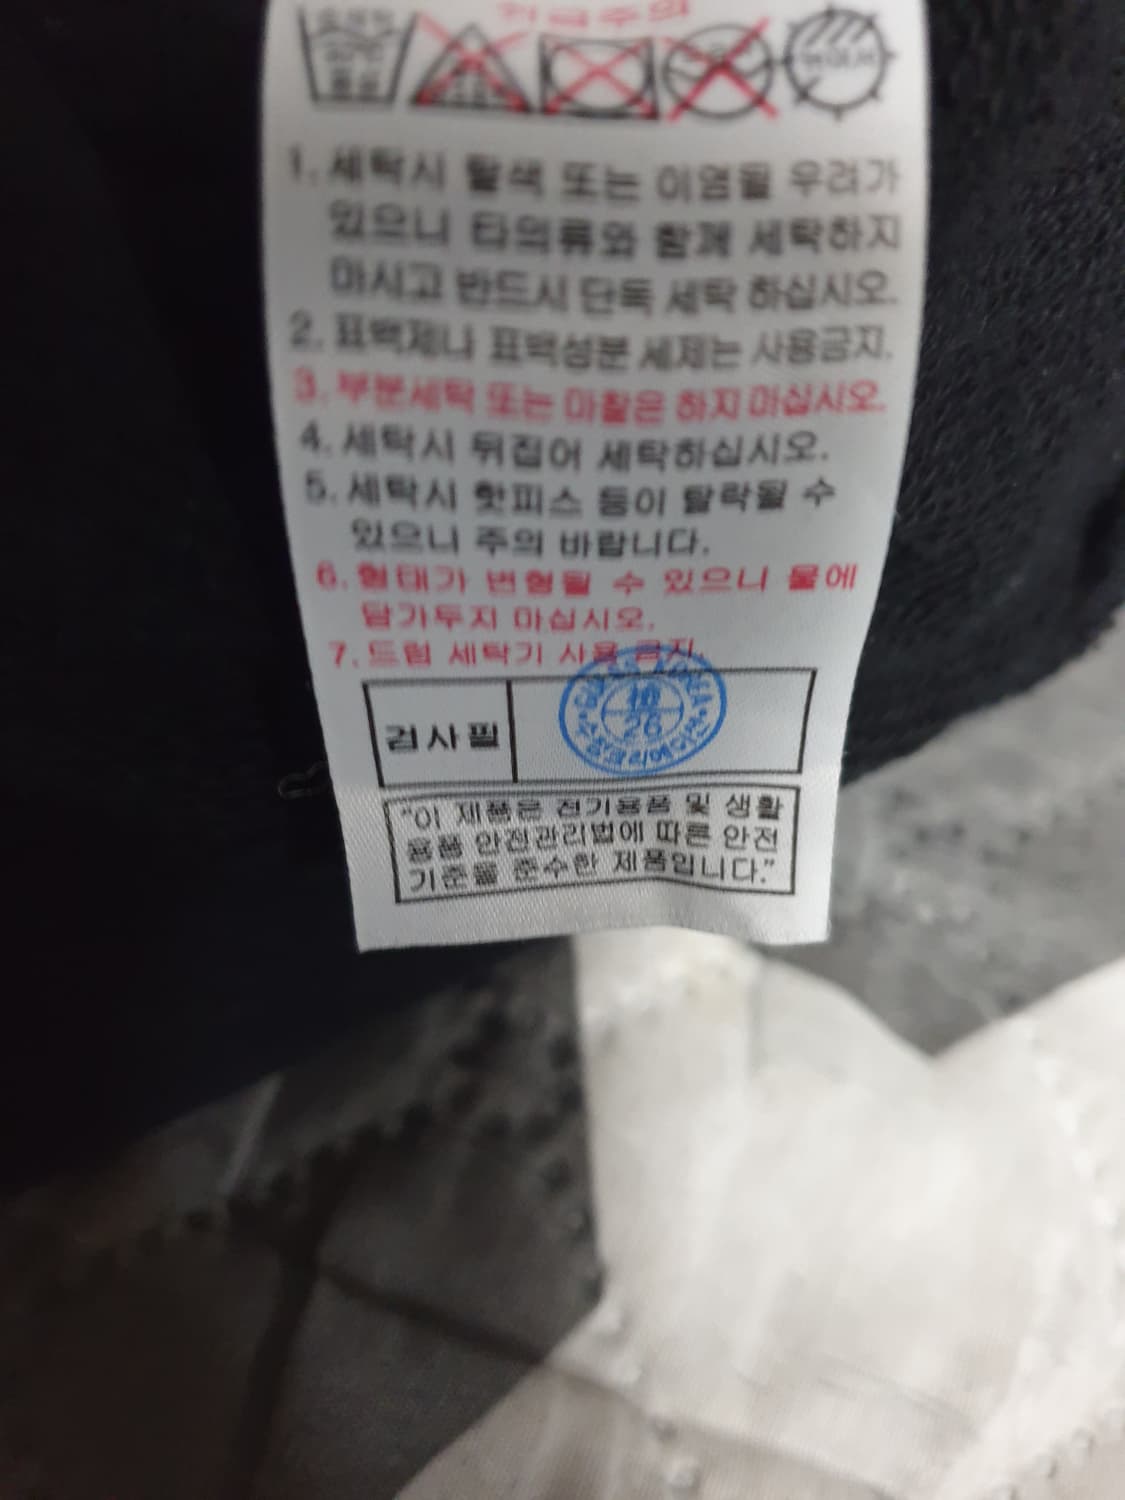 취급주의
1. 세탁시 탈색 또는 이염될 우려가
있으니 타의류와 함께 세탁하지
마시고 반드시 단독 세탁 하십시오.
2. 표백제나 표백성분 세제는 사용금지.
3. 부분세탁 또는 마찰은 하지 마십시오.
4. 세탁시 뒤집어 세탁하십시오.
5. 세탁시 핫피스 등이 탈락될 수
있으니 주의 바랍니다.
6. 형태가 변형될 수 있으니 물에
담가두지 마십시오.
7. 드럼 세탁기 사용 금지.
검사필
26
"이 제품은 전기용품 및 생활
용품 안전관리법에 따른 안전
기준을 준수한 제품입니다."